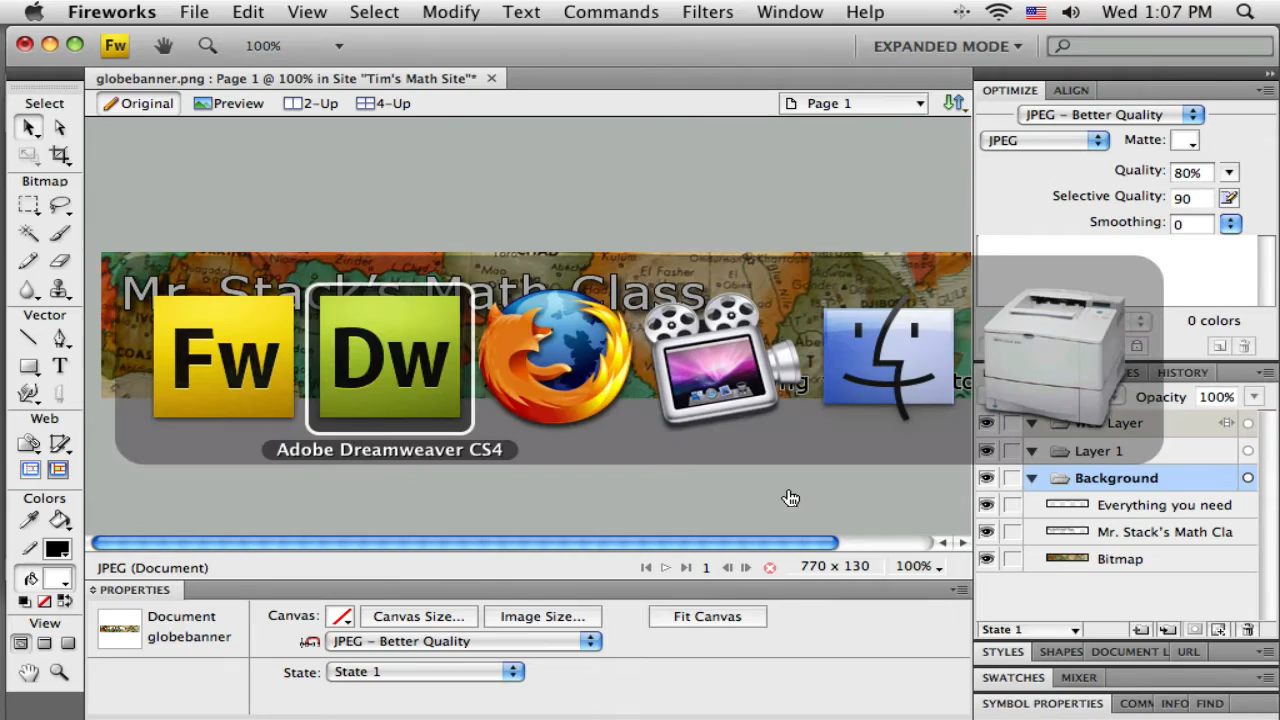 Fireworks File Edit View Select Modify Text Commands Filters Window Help Wed 1:07 PM
Fw 100% EXPANDED MODE
globebanner.png : Page 1 @ 100% in Site "Tim's Math Site"*
Original Preview 2-Up 4-Up Page 1
Select
Bitmap
Vector
Web
Colors
View
Mr. Stack's Math Class
Fw Dw
Adobe Dreamweaver CS4
JPEG (Document) 1 770 x 130 100%
PROPERTIES
Document
globebanner
Canvas: Canvas Size... Image Size... Fit Canvas
JPEG - Better Quality
State: State 1
OPTIMIZE ALIGN
JPEG - Better Quality
JPEG Matte:
Quality: 80%
Selective Quality: 90
Smoothing: 0
0 colors
HISTORY
Opacity 100%
Layer
Layer 1
Background
Everything you need
Mr. Stack's Math Cla
Bitmap
State 1
STYLES SHAPES DOCUMENT L URL
SWATCHES MIXER
SYMBOL PROPERTIES COMM INFO FIND